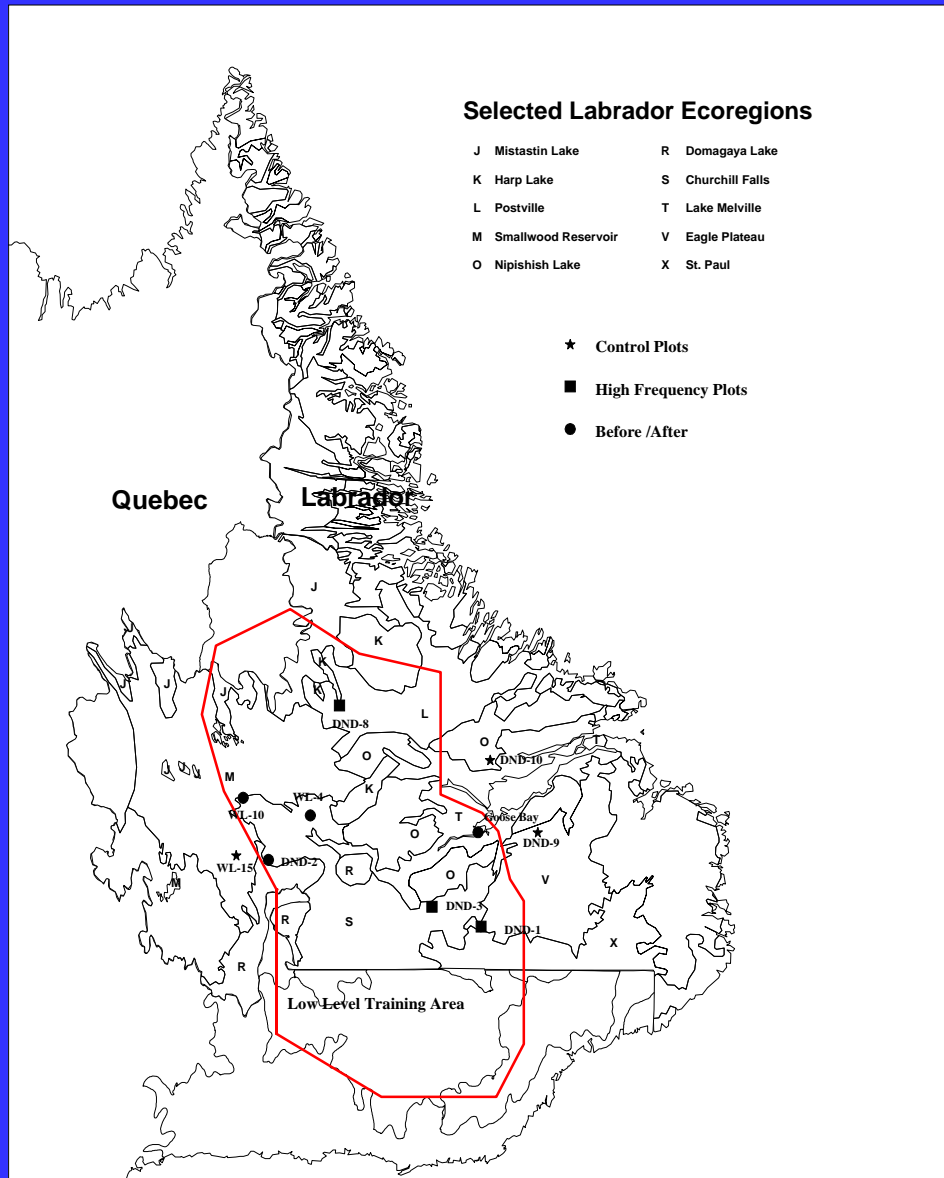 Selected Labrador Ecoregions
J Mistastin Lake R Domagaya Lake
K Harp Lake S Churchill Falls
L Postville T Lake Melville
M Smallwood Reservoir V Eagle Plateau
O Nipishish Lake X St. Paul
Control Plots
High Frequency Plots
Before /After
Quebec Labrador
J
K
K
J
J
K
L
DND-8
O
T
O
DND-10
J J J
M
K
WL-4
WL-10
T
Goose Bay
O
DND-9
WL-15
DND-2
R
O
V
M
DND-3
R
S
DND-1
X
R
Low Level Training Area